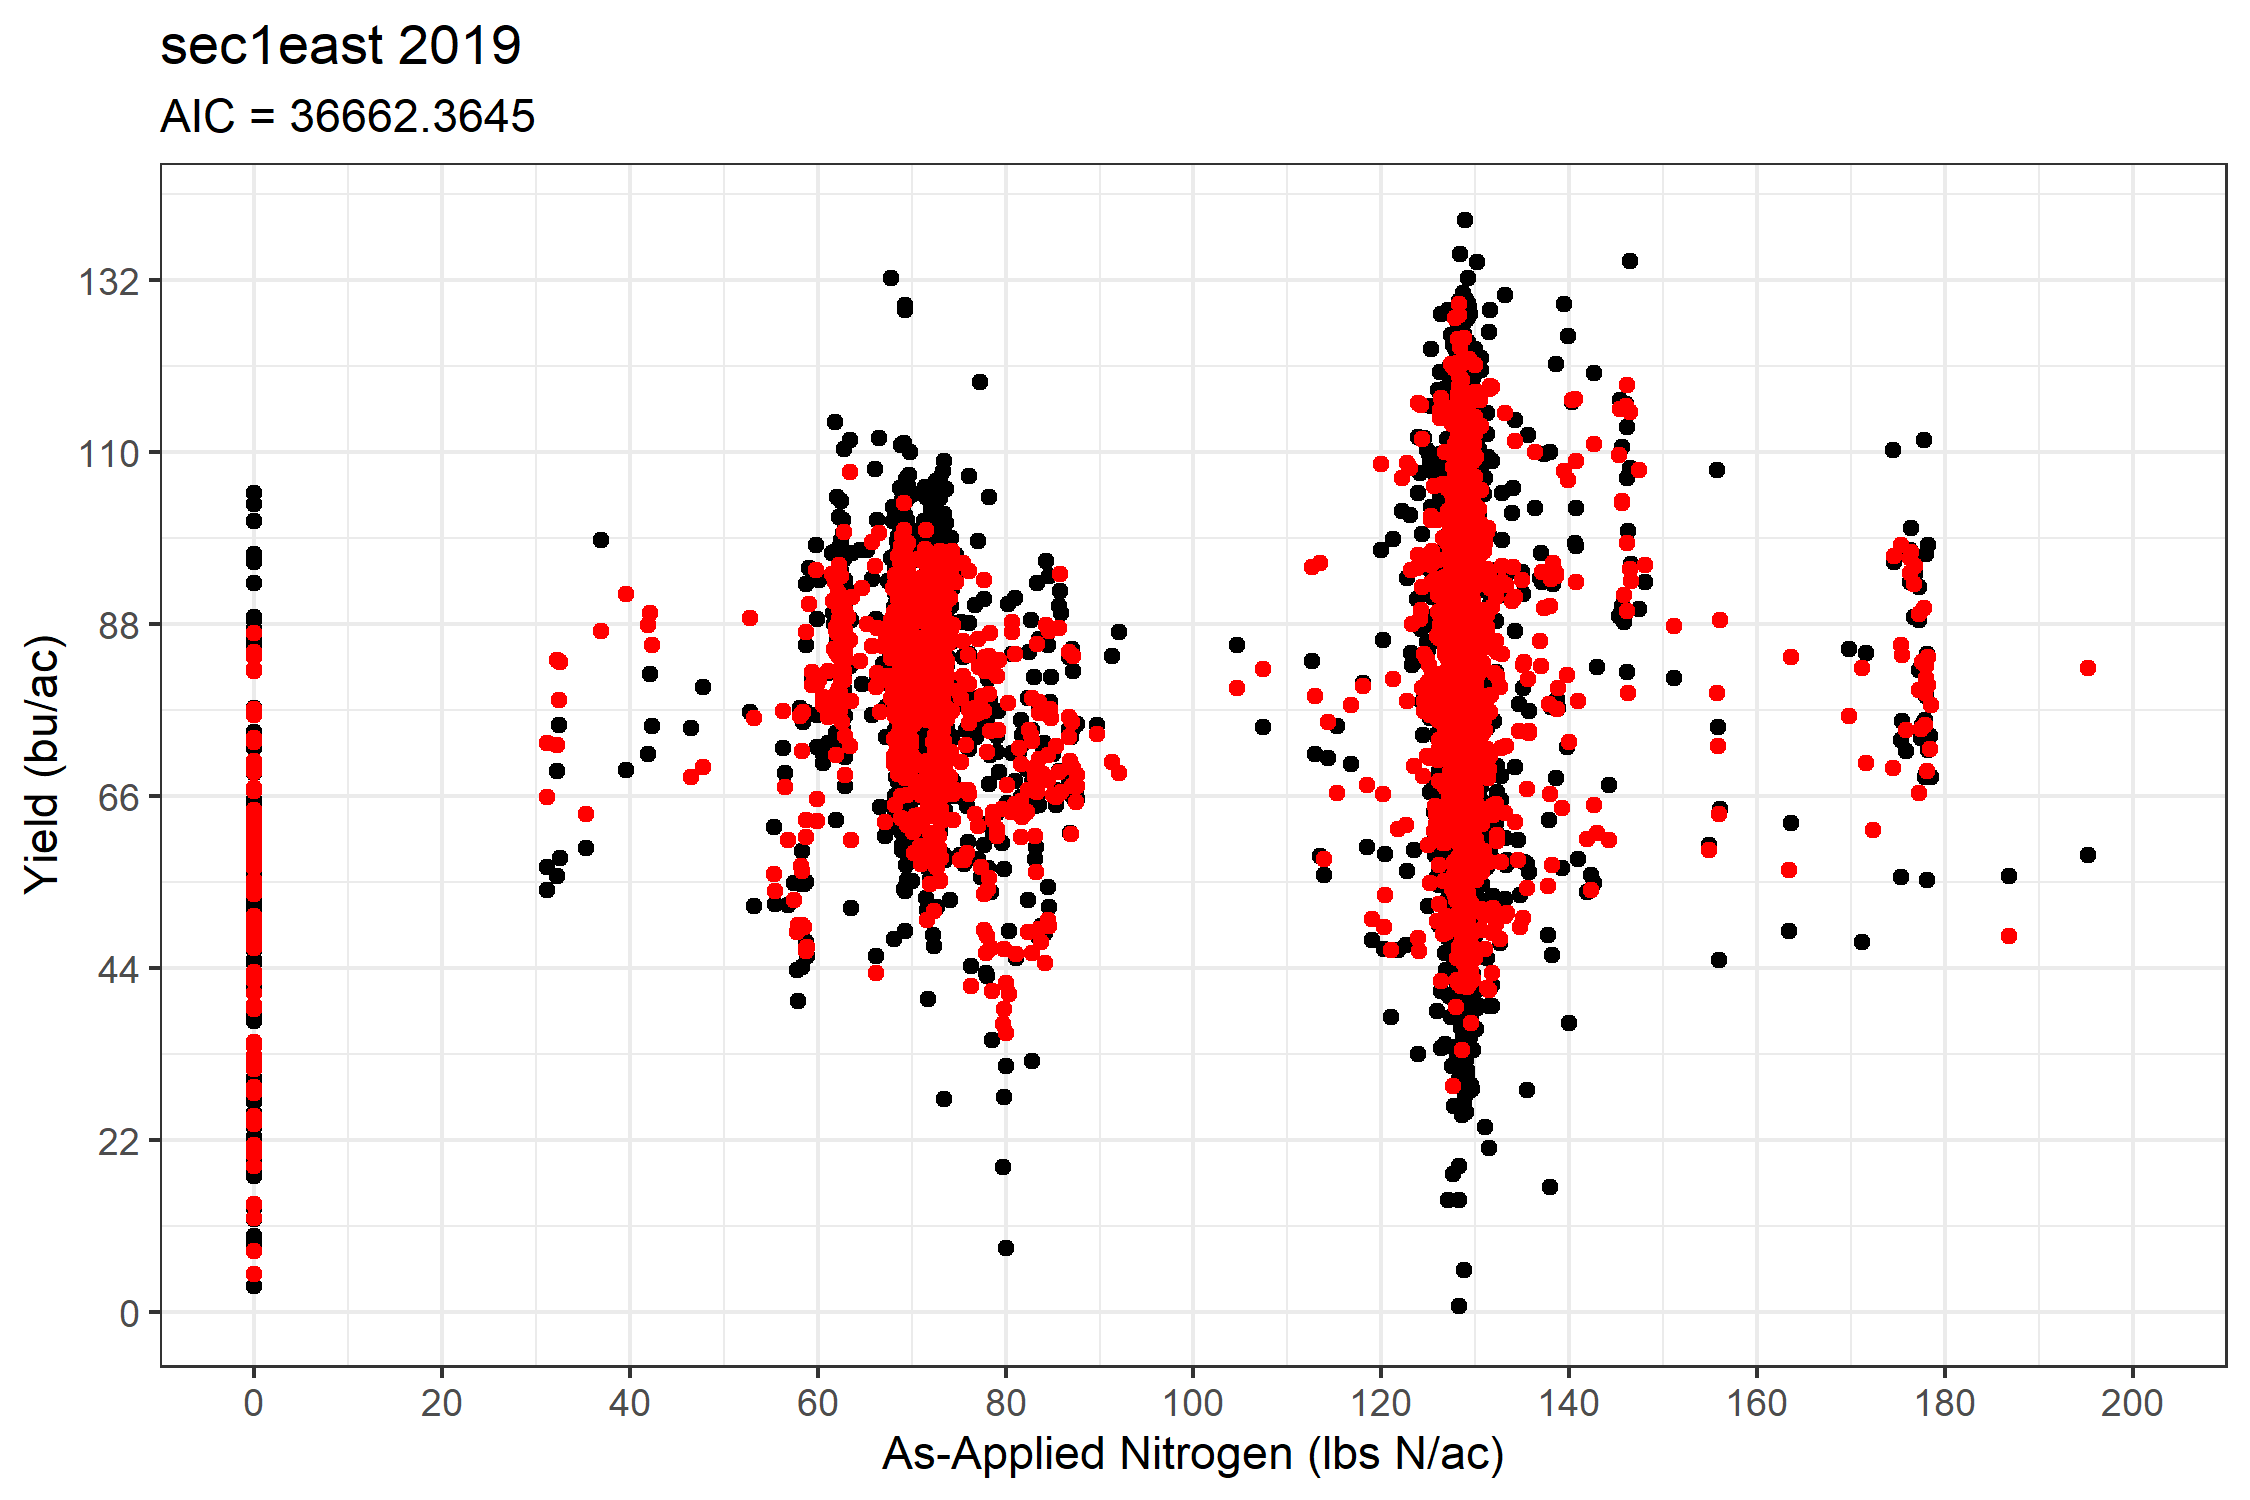 sec1east 2019
AIC = 36662.3645
132
110
88
66
44
22
0
Yield (bu/ac)
0 20 40 60 80 100 120 140 160 180 200
As-Applied Nitrogen (lbs N/ac)